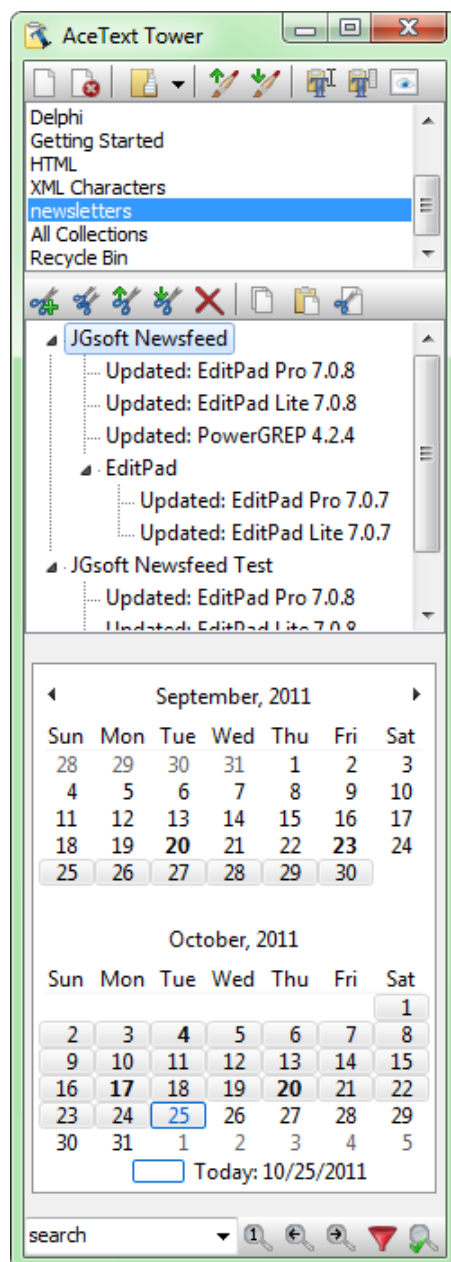 AceText Tower
Delphi
Getting Started
HTML
XML Characters
newsletters
All Collections
Recycle Bin
JGsoft Newsfeed
Updated: EditPad Pro 7.0.8
Updated: EditPad Lite 7.0.8
Updated: PowerGREP 4.2.4
EditPad
Updated: EditPad Pro 7.0.7
Updated: EditPad Lite 7.0.7
JGsoft Newsfeed Test
Updated: EditPad Pro 7.0.8
Updated: EditPad Lite 7.0.8
September, 2011
Sun Mon Tue Wed Thu Fri Sat
28 29 30 31 1 2 3
4 5 6 7 8 9 10
11 12 13 14 15 16 17
18 19 20 21 22 23 24
25 26 27 28 29 30
October, 2011
Sun Mon Tue Wed Thu Fri Sat
1
2 3 4 5 6 7 8
9 10 11 12 13 14 15
16 17 18 19 20 21 22
23 24 25 26 27 28 29
30 31 1 2 3 4 5
Today: 10/25/2011
search
1